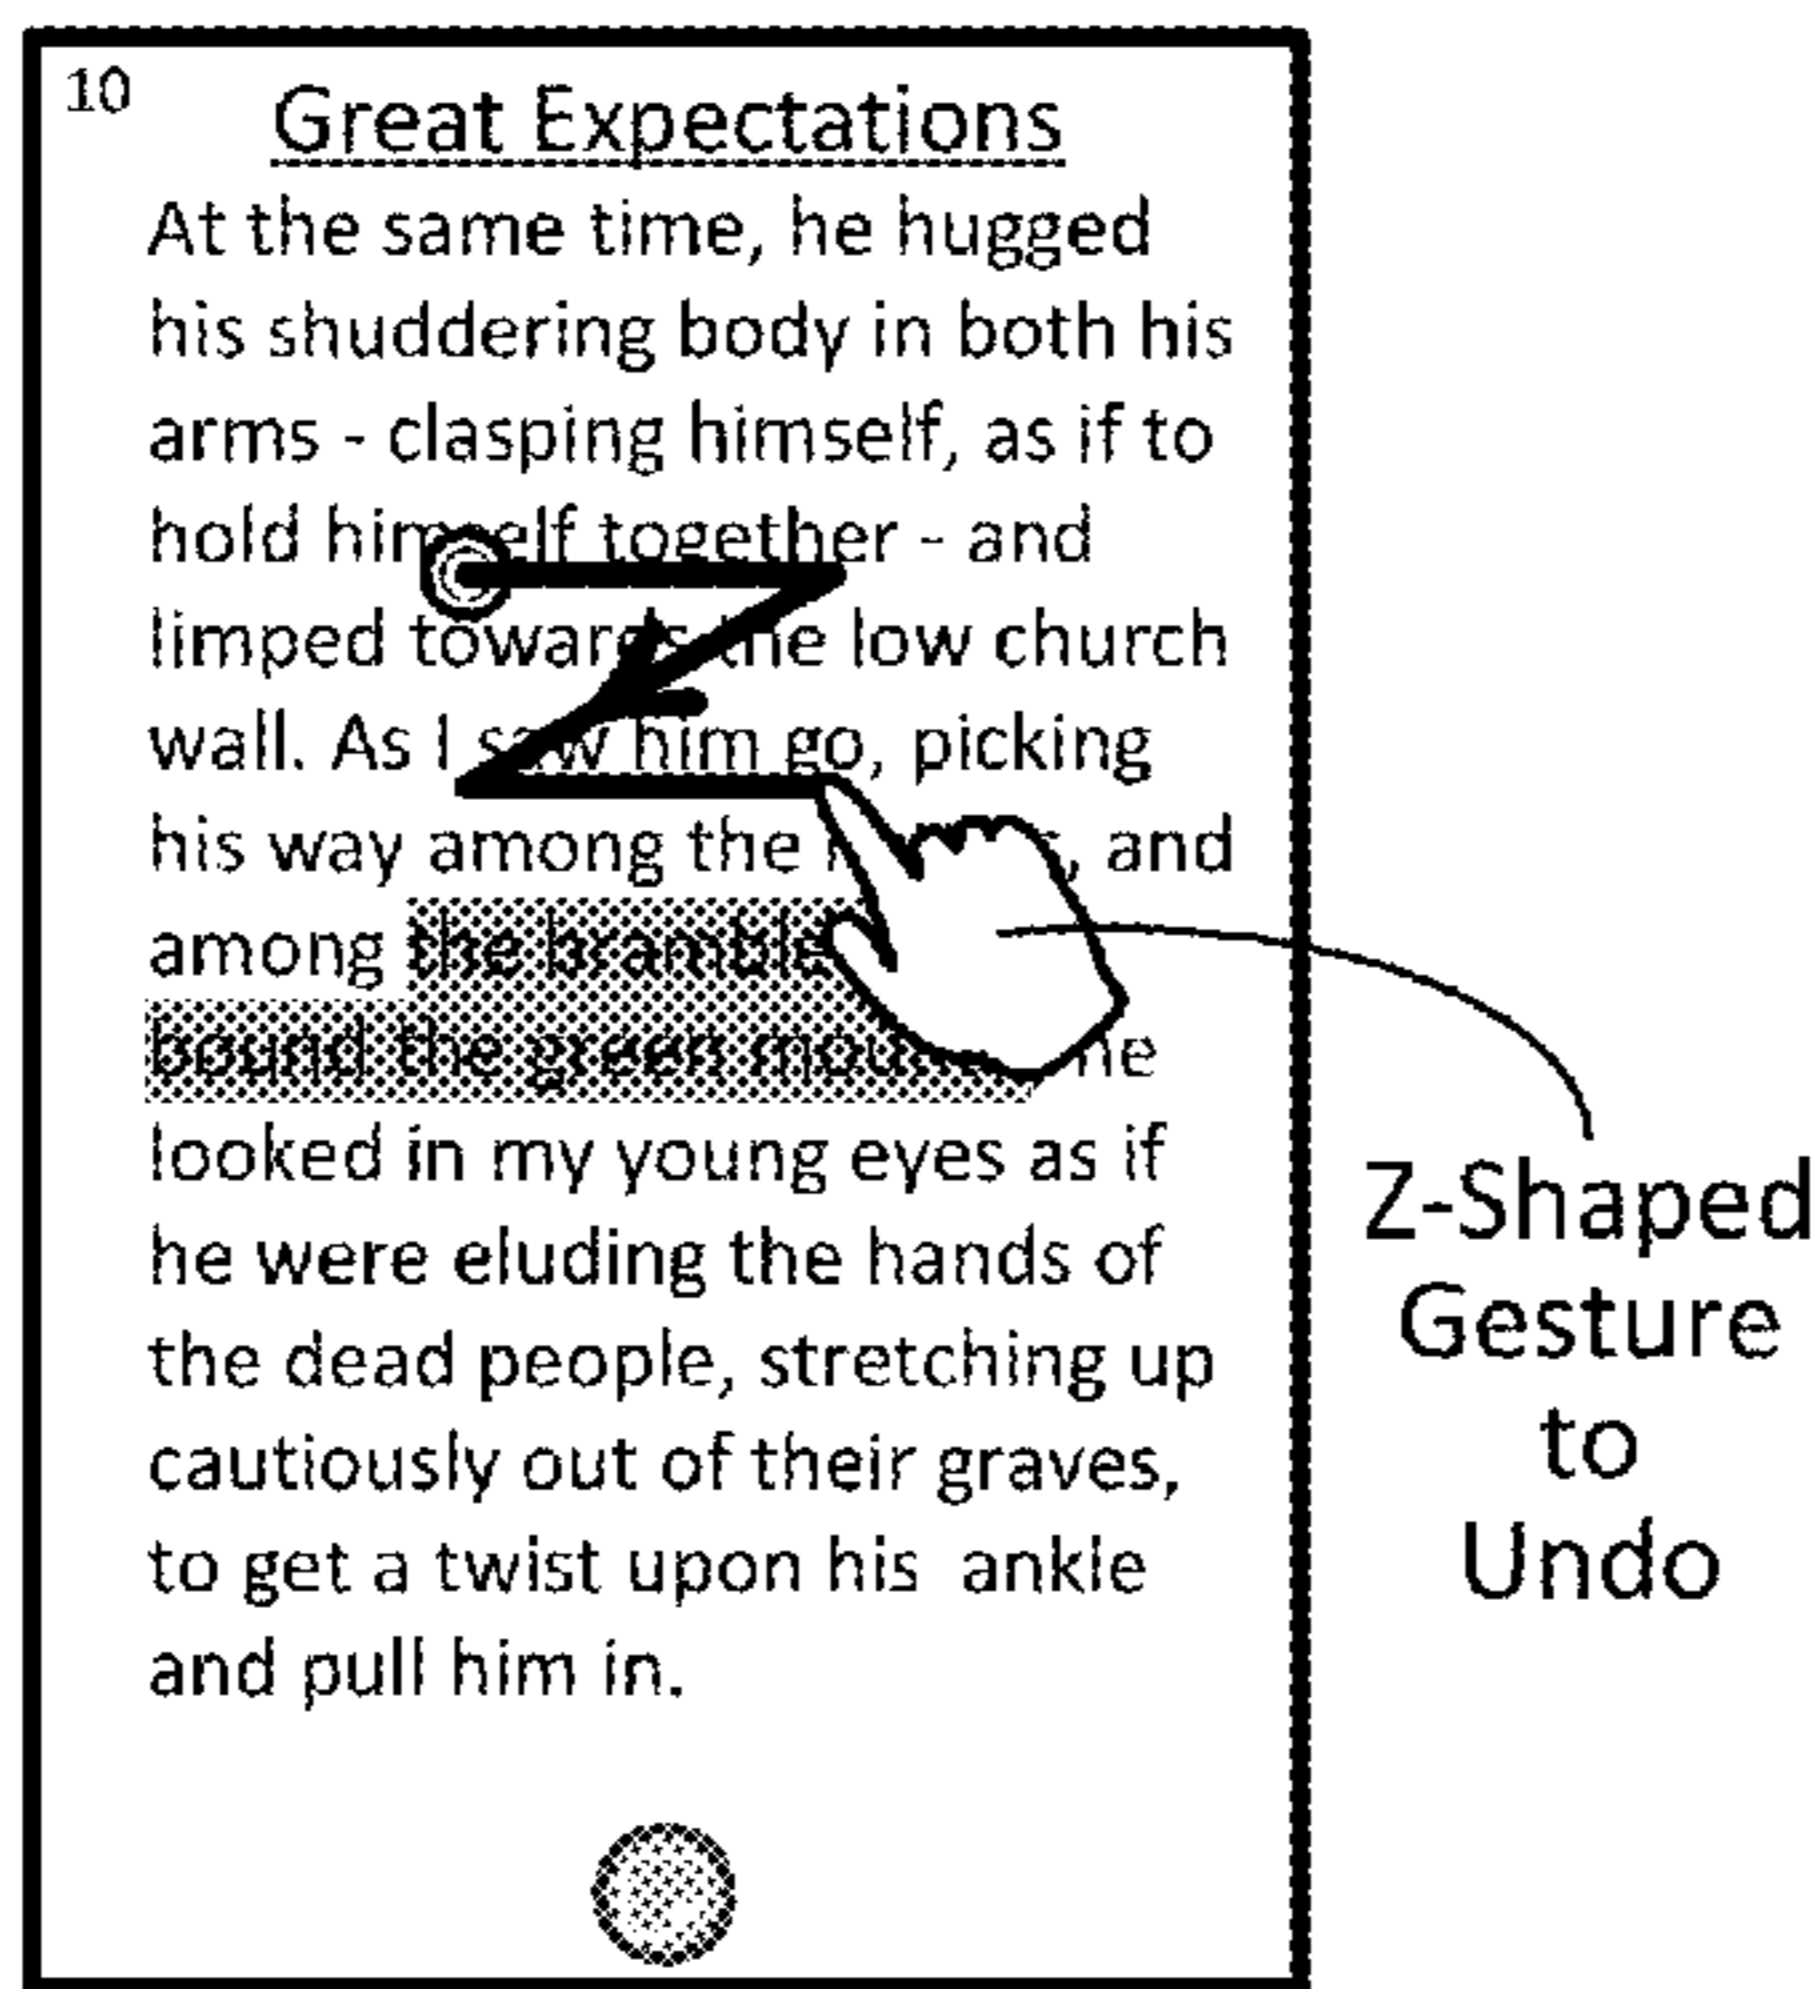 10
Great Expectations
At the same time, he hugged
his shuddering body in both his
arms - clasping himself, as if to
hold himself together - and
limped towards the low church
wall. As I saw him go, picking
his way among the , and
among the bramble
bound the green he
looked in my young eyes as if
he were eluding the hands of
the dead people, stretching up
cautiously out of their graves,
to get a twist upon his ankle
and pull him in.
Z-Shaped
Gesture
to
Undo